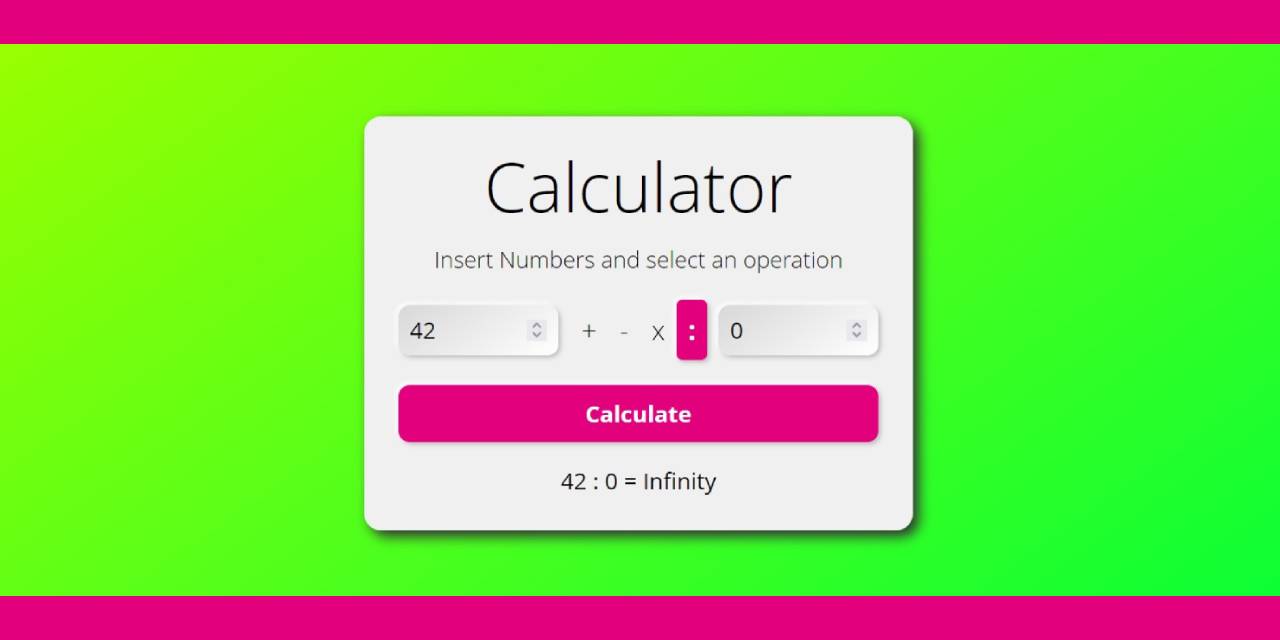 Calculator
Insert Numbers and select an operation
42 + - x : 0
Calculate
42 : 0 = Infinity